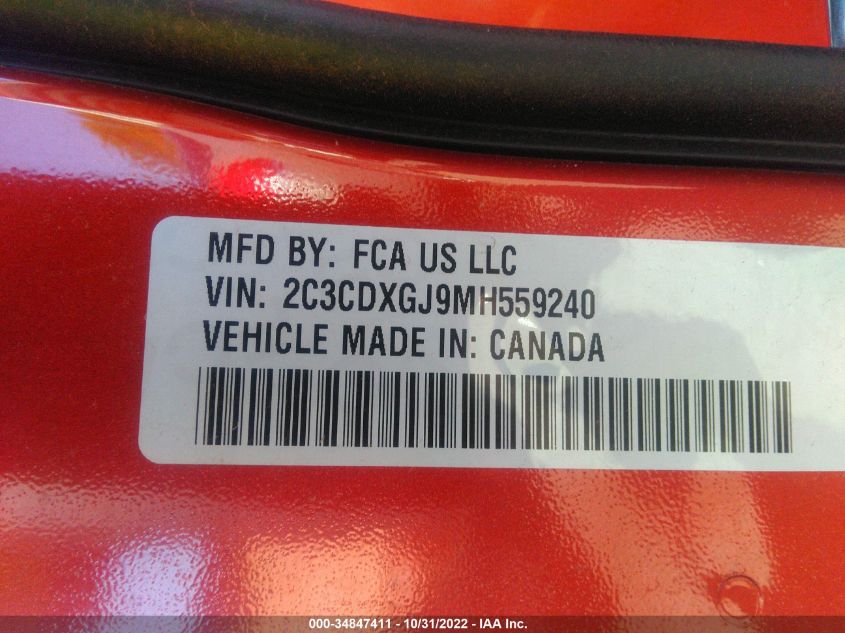 MFD BY: FCA US LLC
VIN: 2C3CDXGJ9MH559240
VEHICLE MADE IN: CANADA
000-34847411 - 10/31/2022 - IAA Inc.